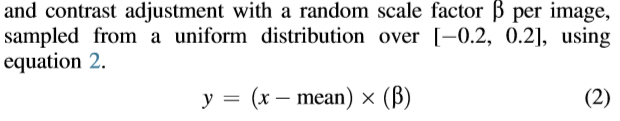 and contrast adjustment with a random scale factor β per image,
sampled from a uniform distribution over [−0.2, 0.2], using
equation 2.
y = (x − mean) × (β) (2)